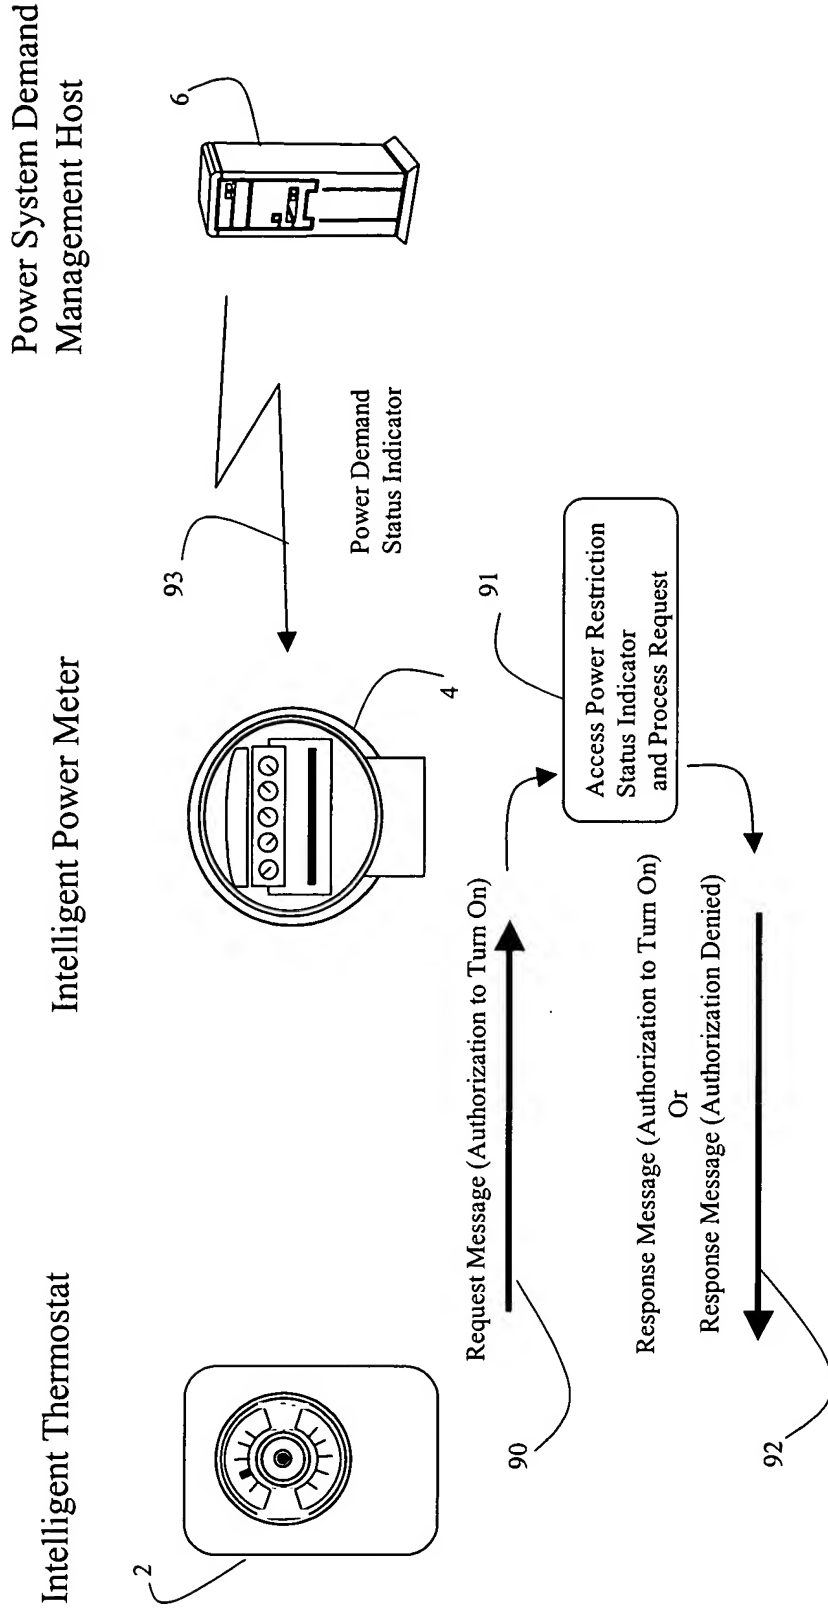 Intelligent Thermostat
Intelligent Power Meter
Power System Demand
Management Host
2
4
6
93
Power Demand
Status Indicator
Request Message (Authorization to Turn On)
90
91
Access Power Restriction
Status Indicator
and Process Request
Response Message (Authorization to Turn On)
Or
Response Message (Authorization Denied)
92